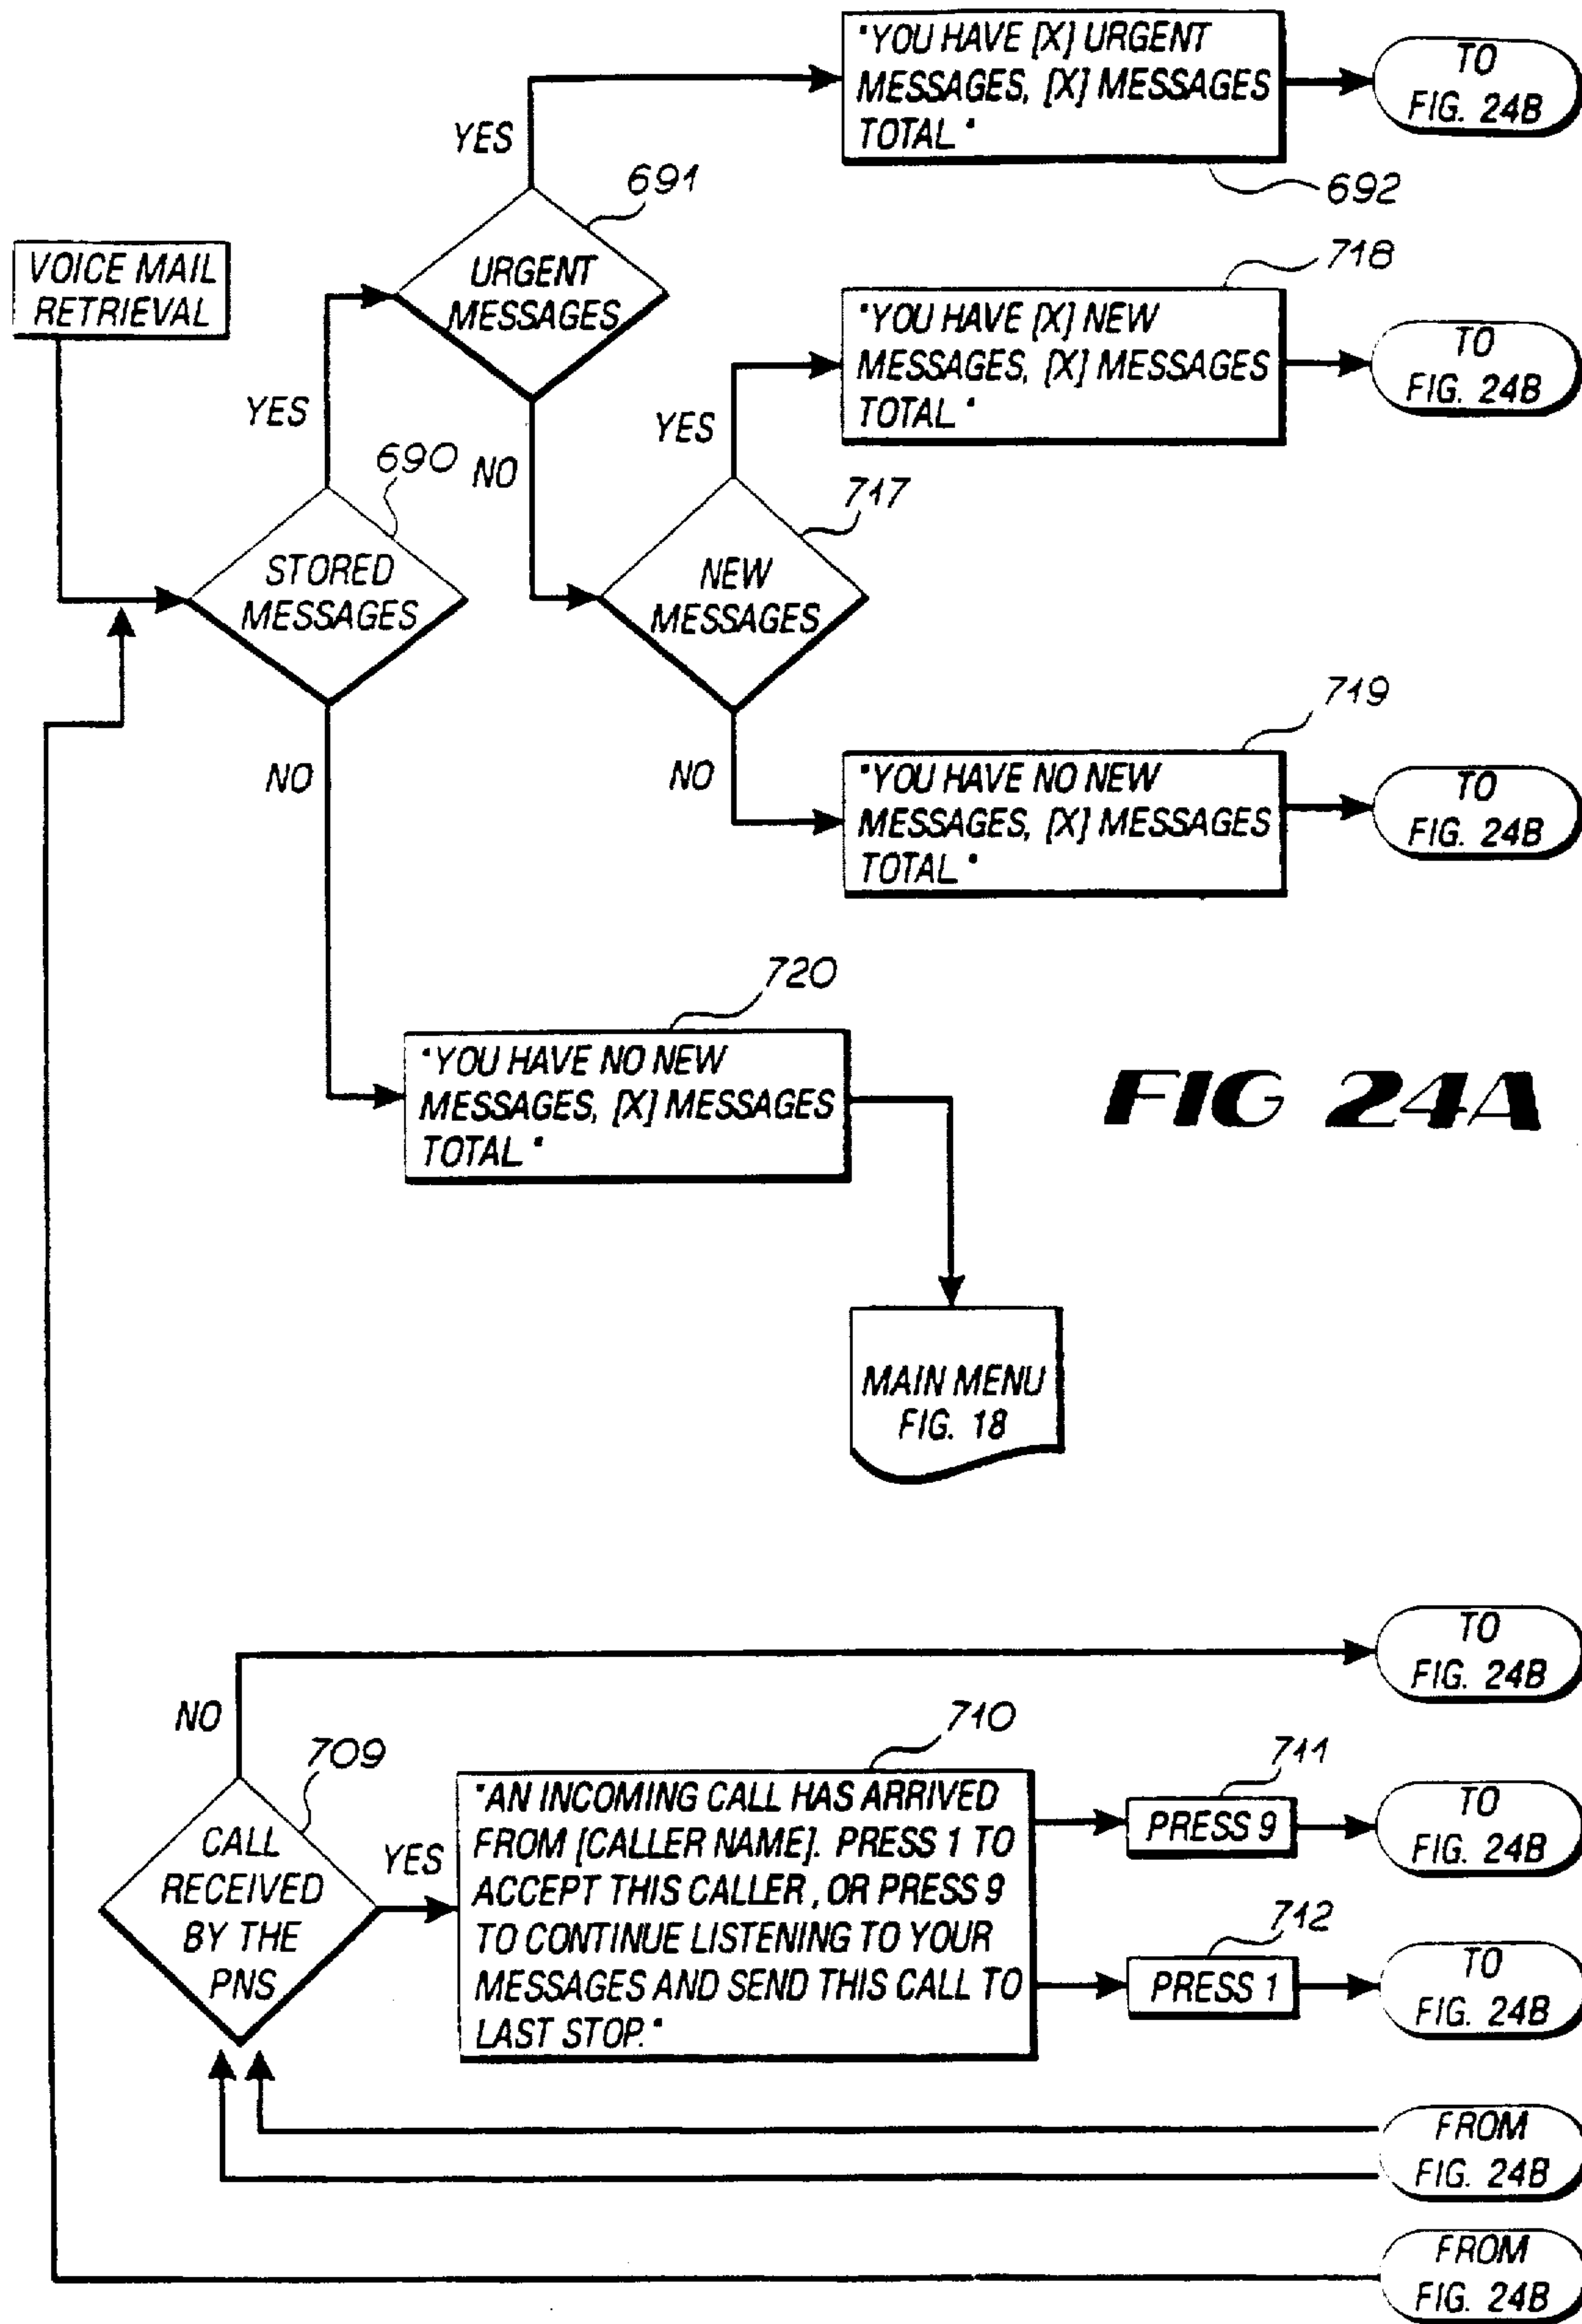 "YOU HAVE [X] URGENT
MESSAGES, [X] MESSAGES
TOTAL."
TO
FIG. 24B
YES
691
692
VOICE MAIL
RETRIEVAL
URGENT
MESSAGES
718
"YOU HAVE [X] NEW
MESSAGES, [X] MESSAGES
TOTAL."
TO
FIG. 24B
YES
YES
690
NO
717
STORED
MESSAGES
NEW
MESSAGES
719
NO
NO
"YOU HAVE NO NEW
MESSAGES, [X] MESSAGES
TOTAL."
TO
FIG. 24B
720
"YOU HAVE NO NEW
MESSAGES, [X] MESSAGES
TOTAL."
FIG 24A
MAIN MENU
FIG. 18
TO
FIG. 24B
NO
709
710
711
CALL
RECEIVED
BY THE
PNS
YES
"AN INCOMING CALL HAS ARRIVED
FROM [CALLER NAME]. PRESS 1 TO
ACCEPT THIS CALLER, OR PRESS 9
TO CONTINUE LISTENING TO YOUR
MESSAGES AND SEND THIS CALL TO
LAST STOP."
PRESS 9
TO
FIG. 24B
712
PRESS 1
TO
FIG. 24B
FROM
FIG. 24B
FROM
FIG. 24B